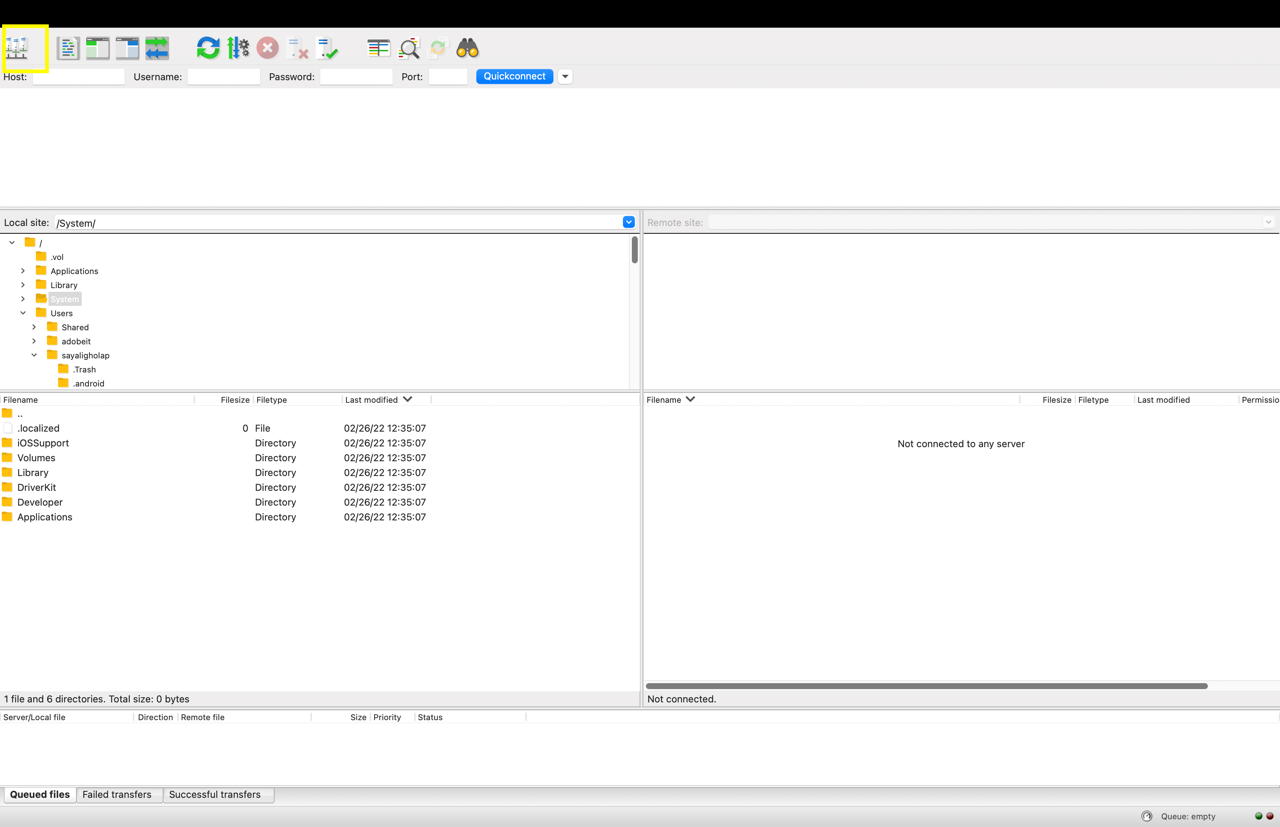 Host: Username: Password: Port: Quickconnect
Local site: /System/
/
.vol
Applications
Library
System
Users
Shared
adobeit
sayaligholap
.Trash
.android
Remote site:
Filename Filesize Filetype Last modified
..
.localized 0 File 02/26/22 12:35:07
iOSSupport Directory 02/26/22 12:35:07
Volumes Directory 02/26/22 12:35:07
Library Directory 02/26/22 12:35:07
DriverKit Directory 02/26/22 12:35:07
Developer Directory 02/26/22 12:35:07
Applications Directory 02/26/22 12:35:07
1 file and 6 directories. Total size: 0 bytes
Filename Filesize Filetype Last modified Permissio
Not connected to any server
Not connected.
Server/Local file Direction Remote file Size Priority Status
Queued files Failed transfers Successful transfers
Queue: empty